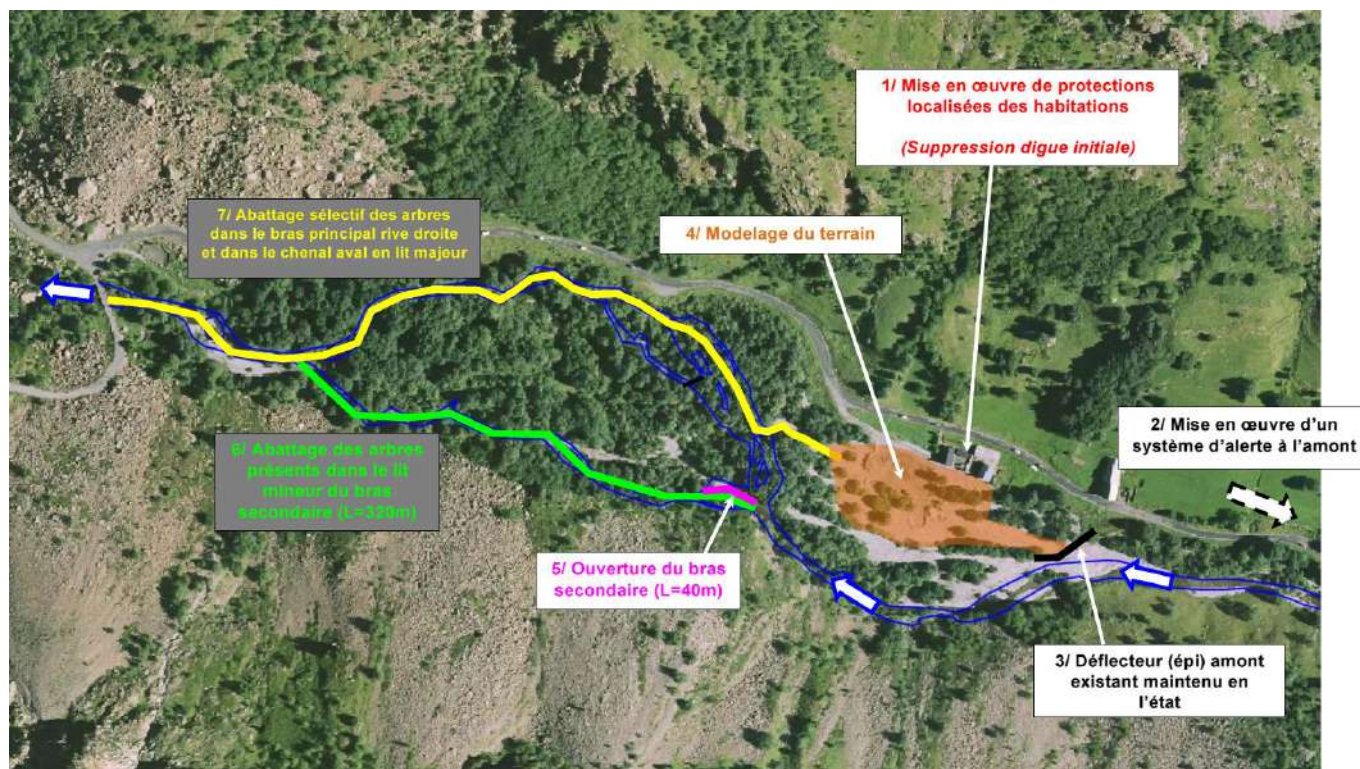 1/ Mise en œuvre de protections
localisées des habitations
(Suppression digue initiale)
7/ Abattage sélectif des arbres
dans le bras principal rive droite
et dans le chenal aval en lit majeur
4/ Modelage du terrain
2/ Mise en œuvre d'un
système d'alerte à l'amont
6/ Abattage des arbres
présents dans le lit
mineur du bras
secondaire (L=320m)
5/ Ouverture du bras
secondaire (L=40m)
3/ Déflecteur (épi) amont
existant maintenu en
l'état